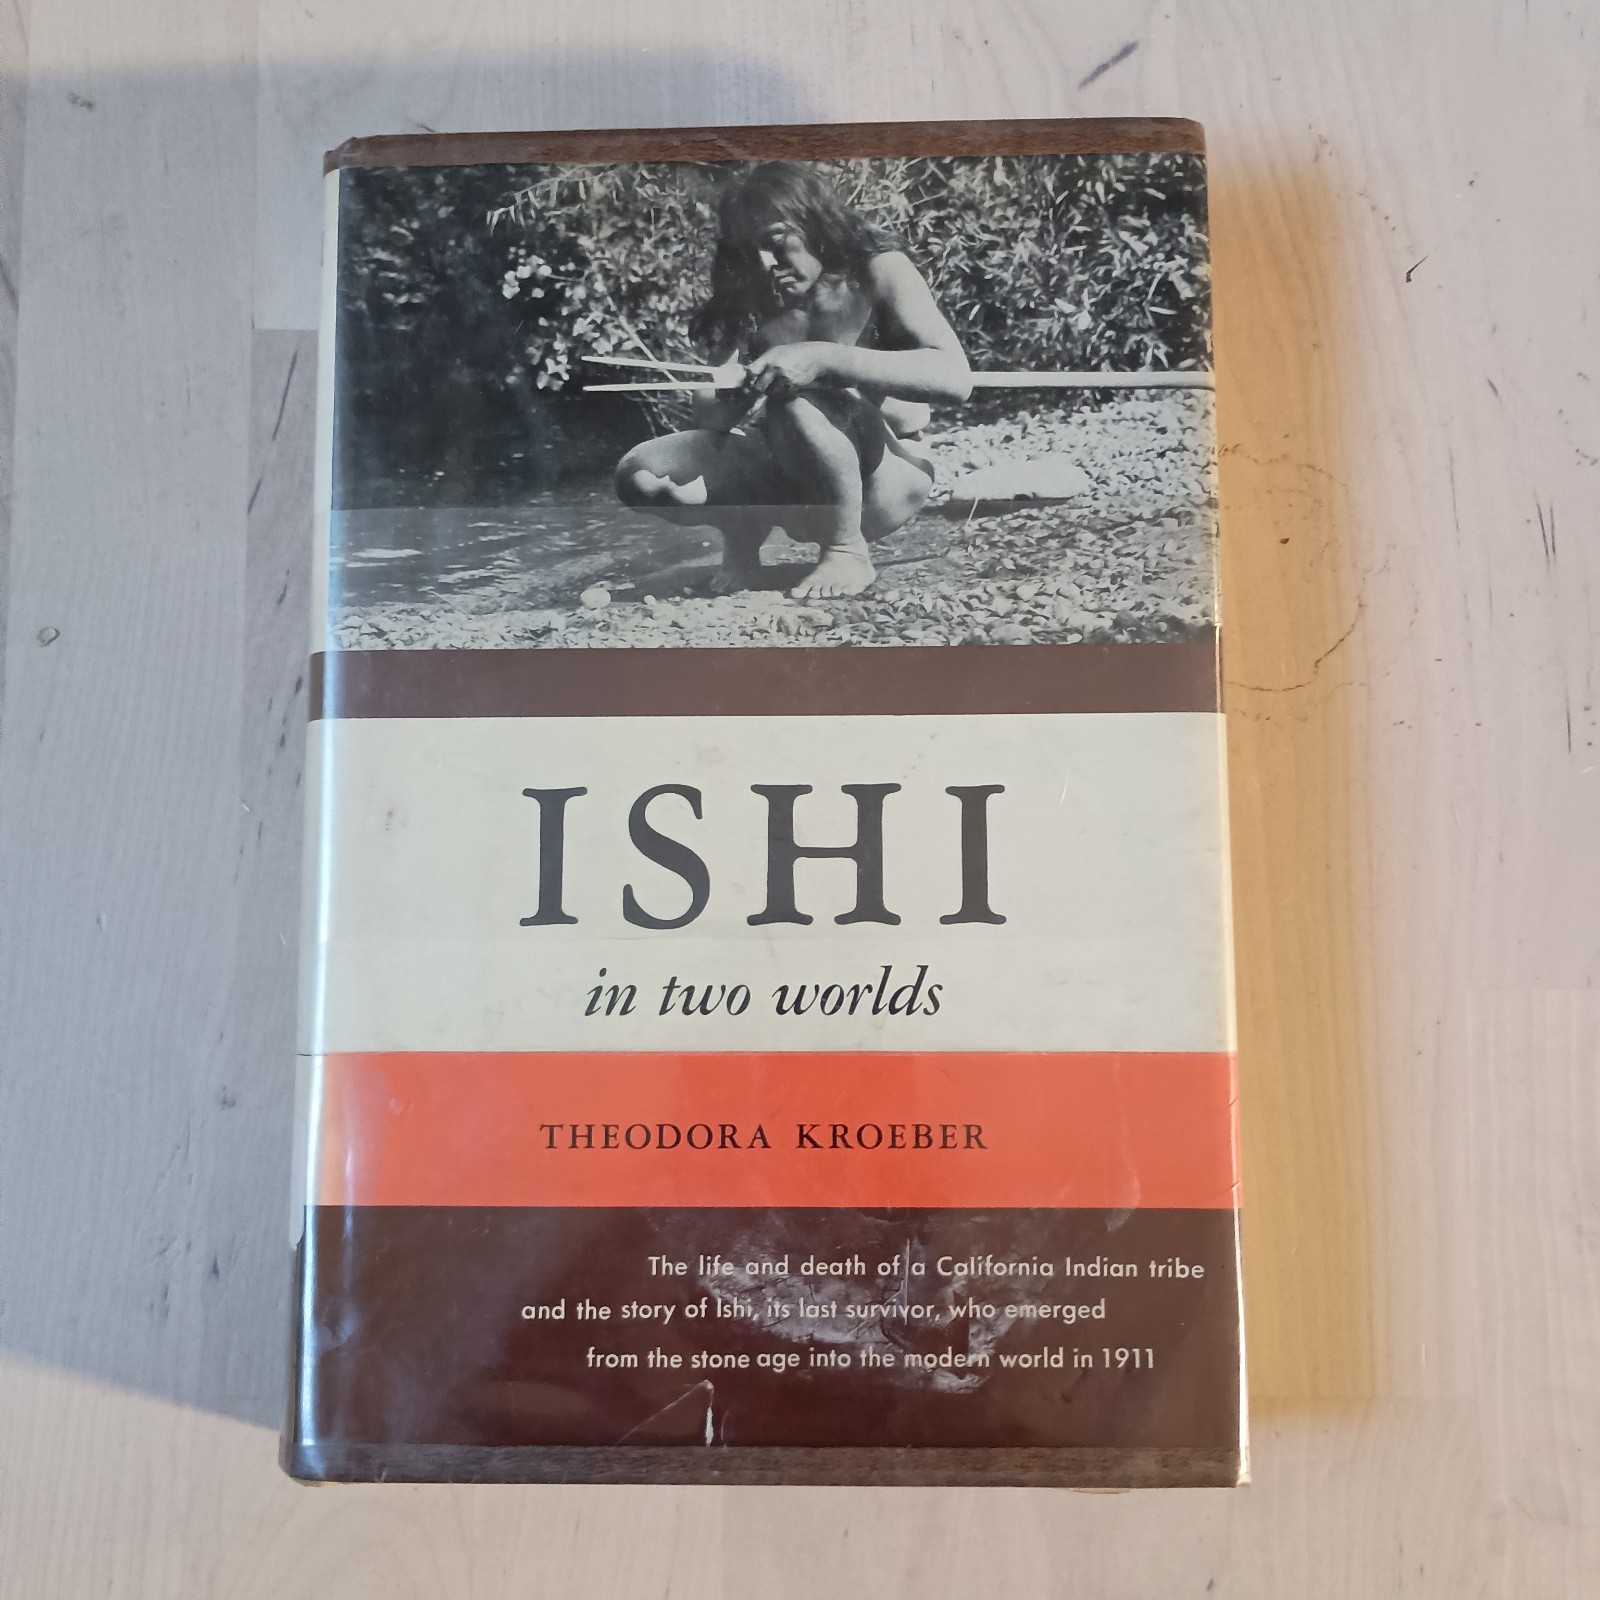 ISHI
in two worlds
THEODORA KROEBER
The life and death of a California Indian tribe
and the story of Ishi, its last survivor, who emerged
from the stone age into the modern world in 1911